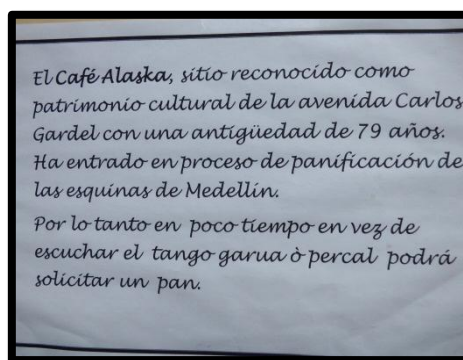 El Café Alaska, sitio reconocido como
patrimonio cultural de la avenida Carlos
Gardel con una antigüedad de 79 años.
Ha entrado en proceso de panificación de
las esquinas de Medellín.
Por lo tanto en poco tiempo en vez de
escuchar el tango garua ò percal podrá
solicitar un pan.